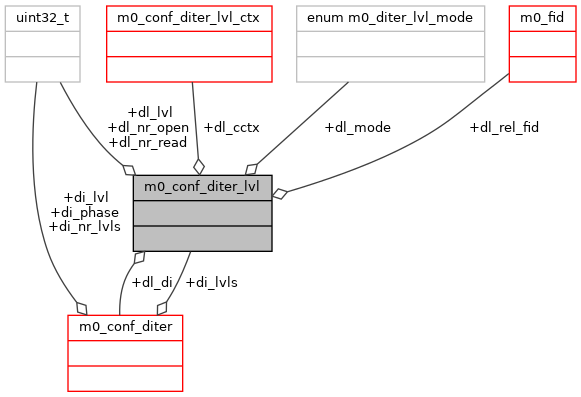 uint32_t
m0_conf_diter_lvl_ctx
enum m0_diter_lvl_mode
m0_fid
+dl_lvl
+dl_nr_open
+dl_nr_read
+dl_cctx
+dl_mode
+dl_rel_fid
m0_conf_diter_lvl
+di_lvl
+di_phase
+di_nr_lvls
+dl_di
+di_lvls
m0_conf_diter